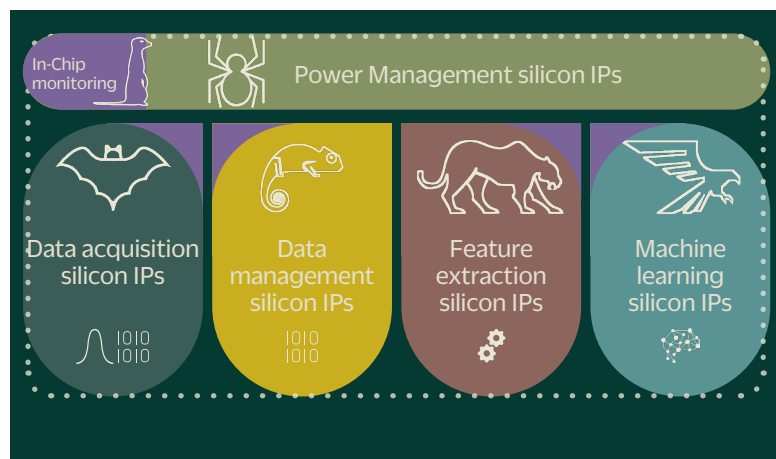 In-Chip
monitoring
Power Management silicon IPs
Data acquisition
silicon IPs
Data
management
silicon IPs
Feature
extraction
silicon IPs
Machine
learning
silicon IPs
1010
1010
1010
1010